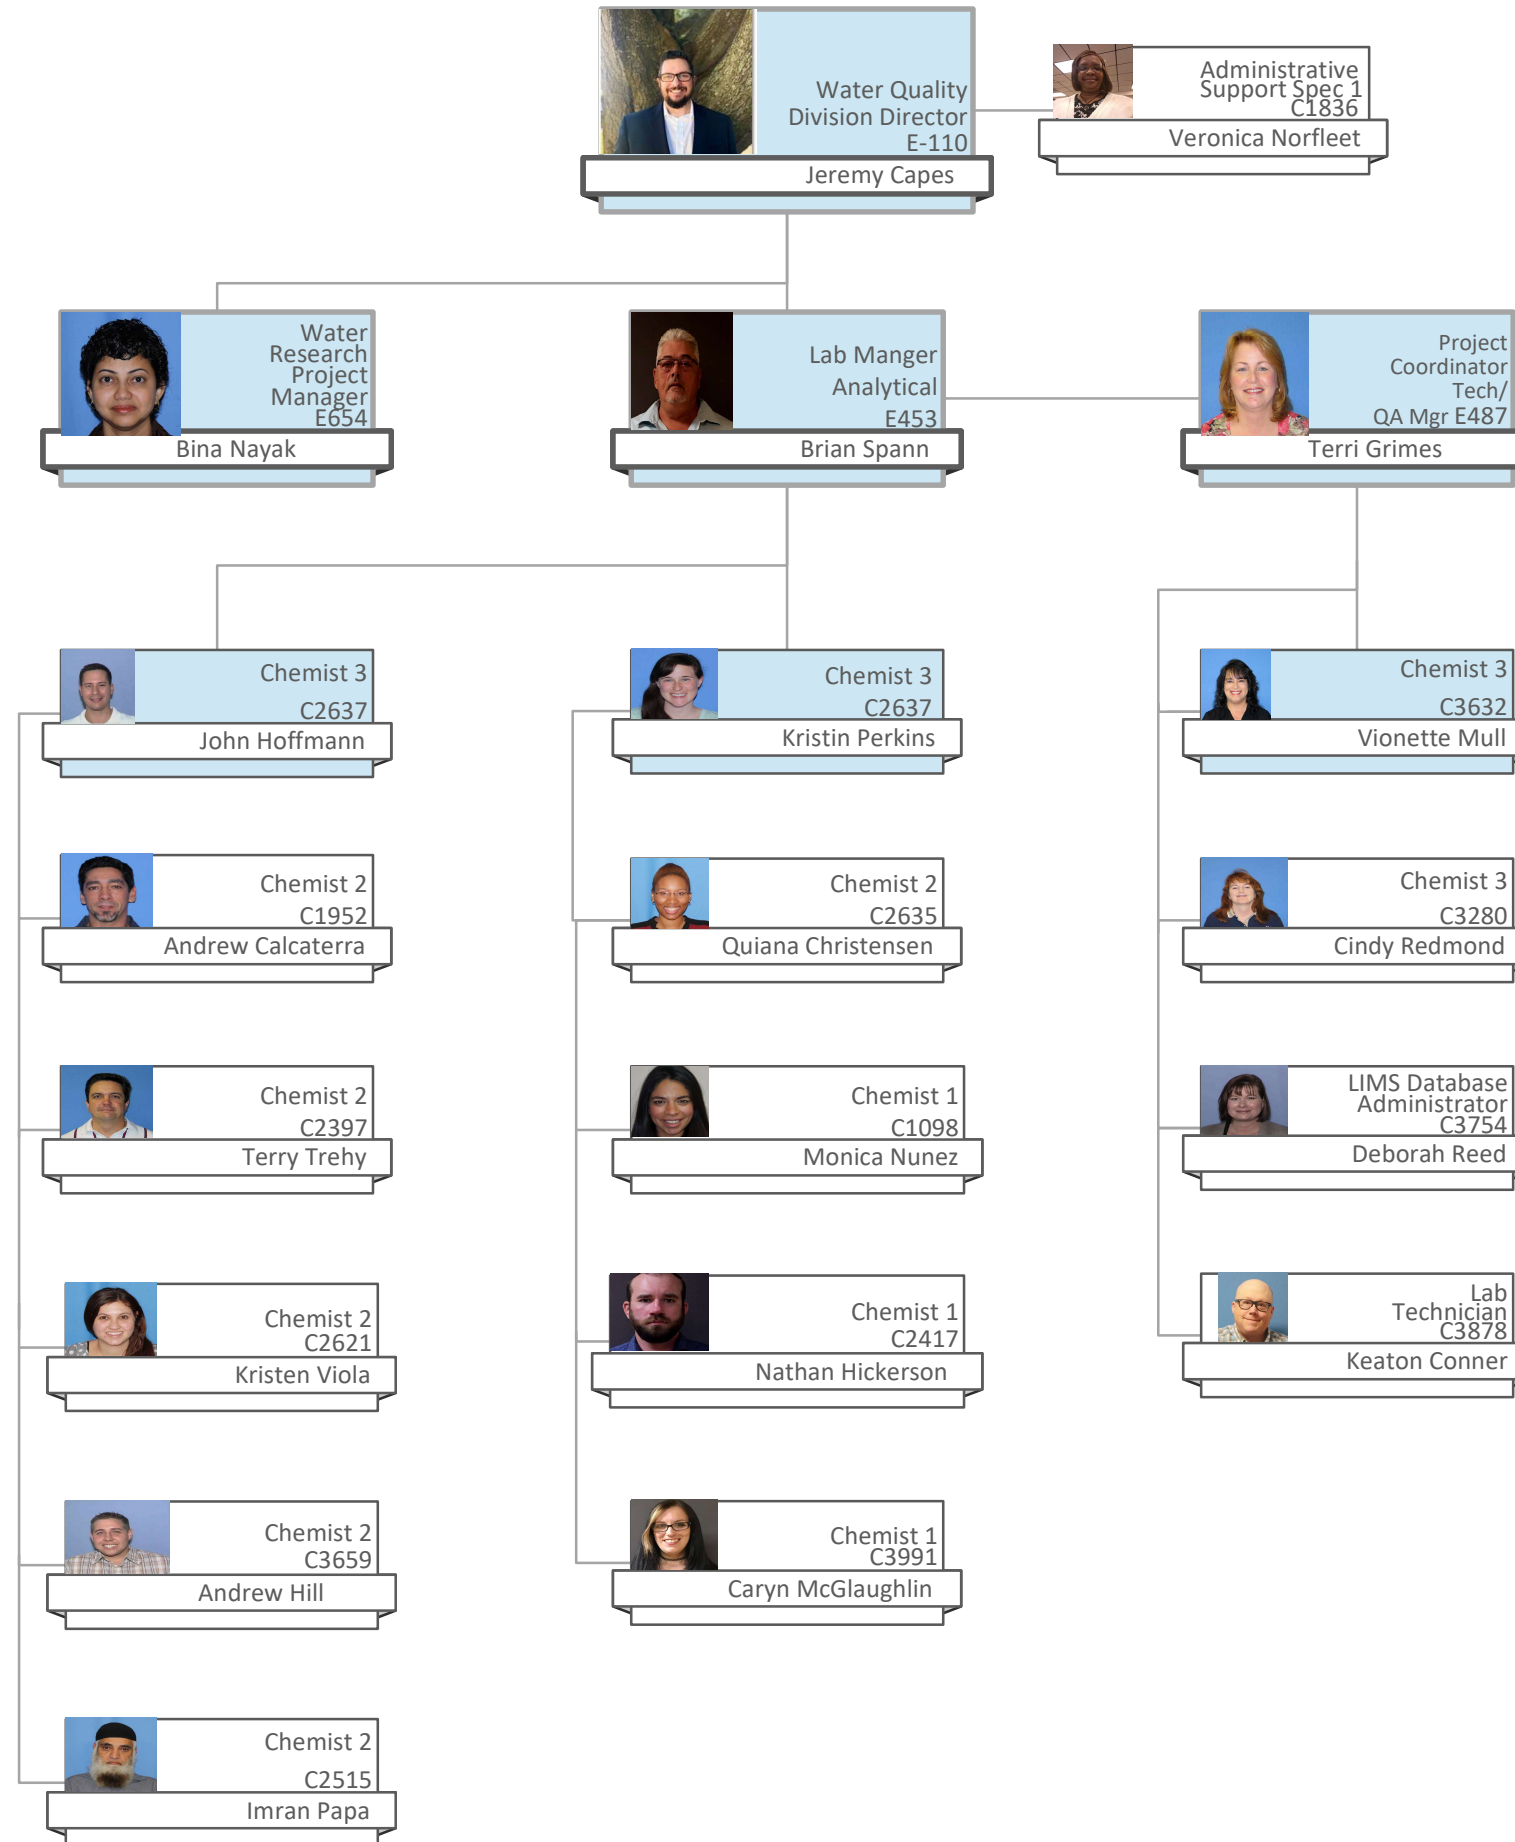 Water Quality
Division Director
E-110
Jeremy Capes
Administrative
Support Spec 1
C1836
Veronica Norfleet
Water
Research
Project
Manager
E654
Bina Nayak
Lab Manger
Analytical
E453
Brian Spann
Project
Coordinator
Tech/
QA Mgr E487
Terri Grimes
Chemist 3
C2637
John Hoffmann
Chemist 3
C2637
Kristin Perkins
Chemist 3
C3632
Vionette Mull
Chemist 2
C1952
Andrew Calcaterra
Chemist 2
C2635
Quiana Christensen
Chemist 3
C3280
Cindy Redmond
Chemist 2
C2397
Terry Trehy
Chemist 1
C1098
Monica Nunez
LIMS Database
Administrator
C3754
Deborah Reed
Chemist 2
C2621
Kristen Viola
Chemist 1
C2417
Nathan Hickerson
Lab
Technician
C3878
Keaton Conner
Chemist 2
C3659
Andrew Hill
Chemist 1
C3991
Caryn McGlaughlin
Chemist 2
C2515
Imran Papa